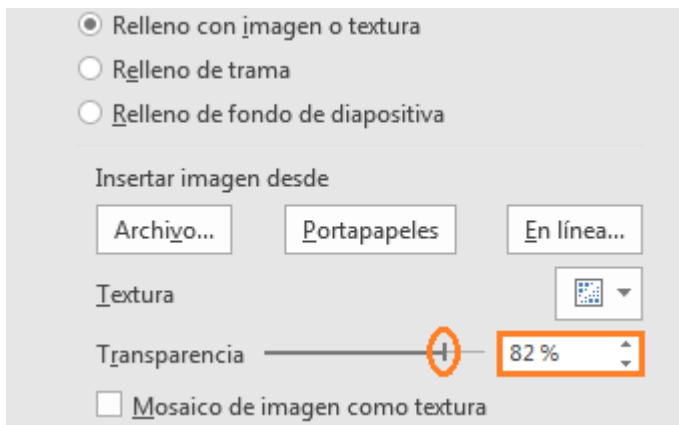 Relleno con imagen o textura
Relleno de trama
Relleno de fondo de diapositiva
Insertar imagen desde
Archivo... Portapapeles En línea...
Textura
Transparencia 82 %
Mosaico de imagen como textura